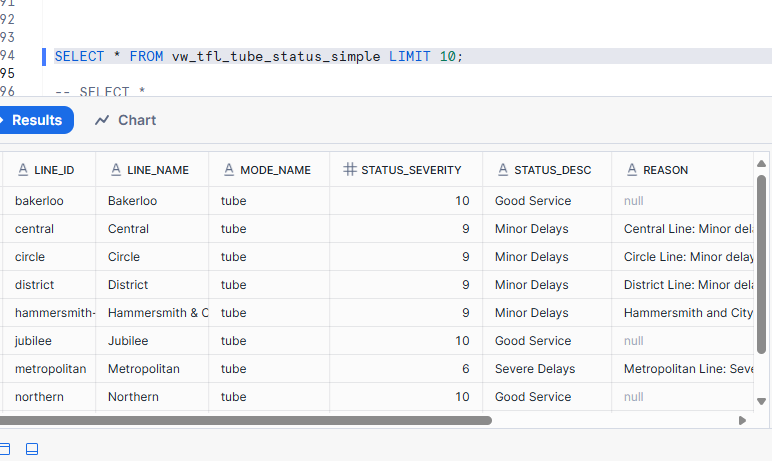 91
92
93
94 SELECT * FROM vw_tfl_tube_status_simple LIMIT 10;
95
96 -- SELECT *
Results Chart
LINE_ID LINE_NAME MODE_NAME STATUS_SEVERITY STATUS_DESC REASON
bakerloo Bakerloo tube 10 Good Service null
central Central tube 9 Minor Delays Central Line: Minor dela
circle Circle tube 9 Minor Delays Circle Line: Minor delay
district District tube 9 Minor Delays District Line: Minor dela
hammersmith- Hammersmith & C tube 9 Minor Delays Hammersmith and City
jubilee Jubilee tube 10 Good Service null
metropolitan Metropolitan tube 6 Severe Delays Metropolitan Line: Seve
northern Northern tube 10 Good Service null